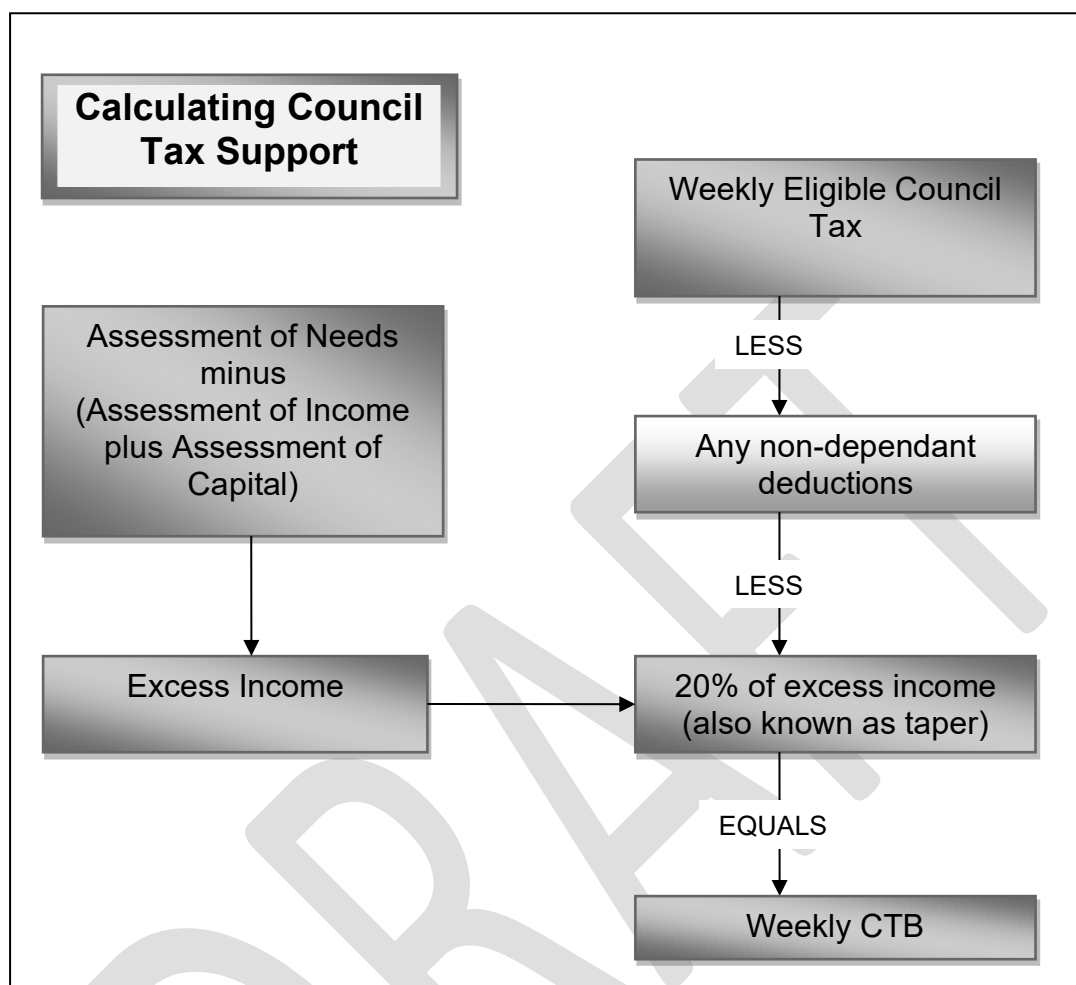 Calculating Council
Tax Support
Weekly Eligible Council
Tax
Assessment of Needs
minus
(Assessment of Income
plus Assessment of
Capital)
LESS
Any non-dependant
deductions
LESS
Excess Income
20% of excess income
(also known as taper)
EQUALS
Weekly CTB
DRAFT